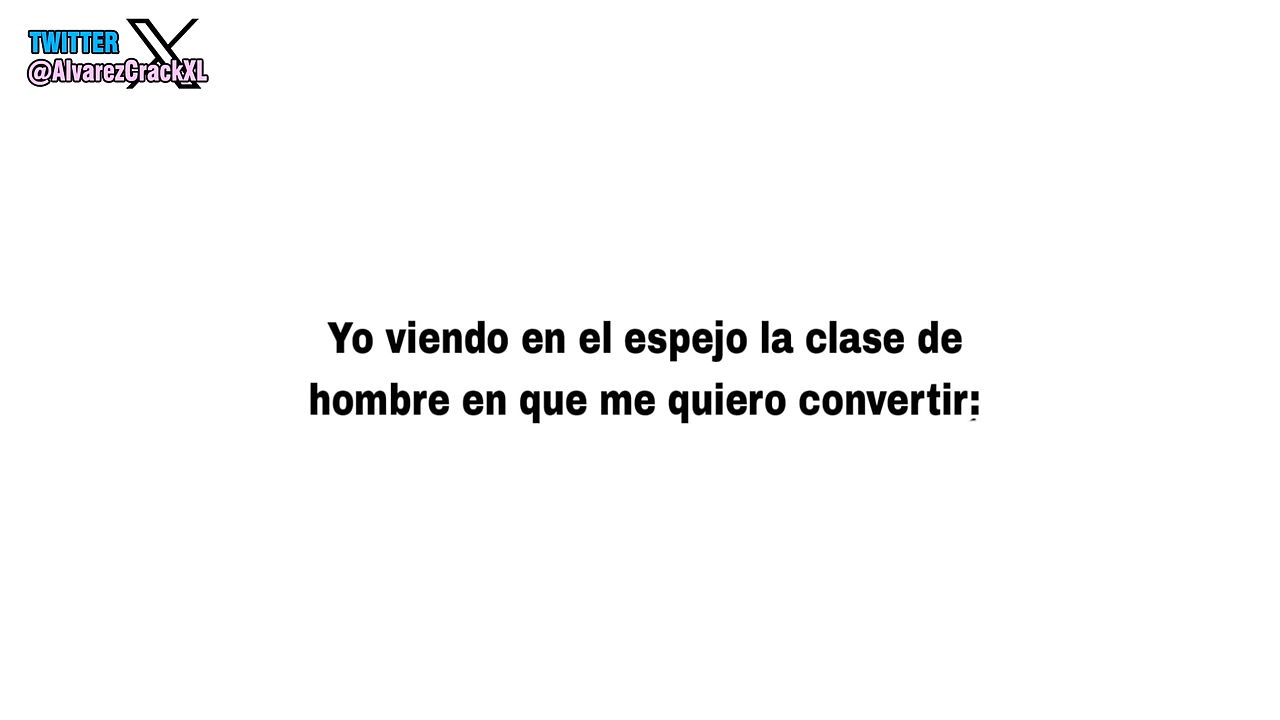 TWITTER
@AlvarezCrackXL
Yo viendo en el espejo la clase de
hombre en que me quiero convertir;